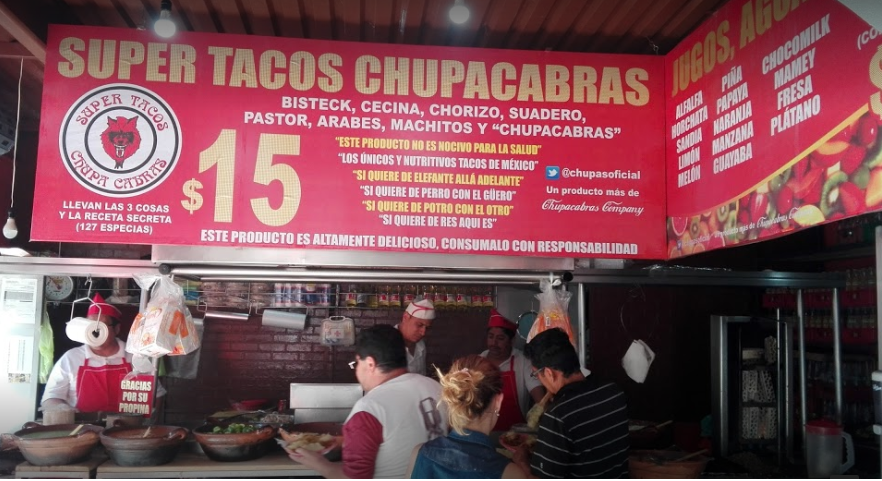 SUPER TACOS CHUPACABRAS
BISTECK, CECINA, CHORIZO, SUADERO,
PASTOR, ARABES, MACHITOS Y "CHUPACABRAS"
SUPER TACOS
CHUPA CABRAS
LLEVAN LAS 3 COSAS
Y LA RECETA SECRETA
(127 ESPECIAS)
$15
"ESTE PRODUCTO NO ES NOCIVO PARA LA SALUD"
"LOS ÚNICOS Y NUTRITIVOS TACOS DE MÉXICO"
"SI QUIERE DE ELEFANTE ALLÁ ADELANTE"
"SI QUIERE DE PERRO CON EL GÜERO"
"SI QUIERE DE POTRO CON EL OTRO"
"SI QUIERE DE RES AQUI ES"
@chupasoficial
Un producto más de
Chupacabras Company
ESTE PRODUCTO ES ALTAMENTE DELICIOSO, CONSUMALO CON RESPONSABILIDAD
JUGOS,
ALFALFA
HORCHATA
SANDIA
LIMÓN
MELÓN
PIÑA
PAPAYA
NARANJA
MANZANA
GUAYABA
CHOCOMILK
MAMEY
FRESA
PLÁTANO
GRACIAS
POR SU
PROPINA